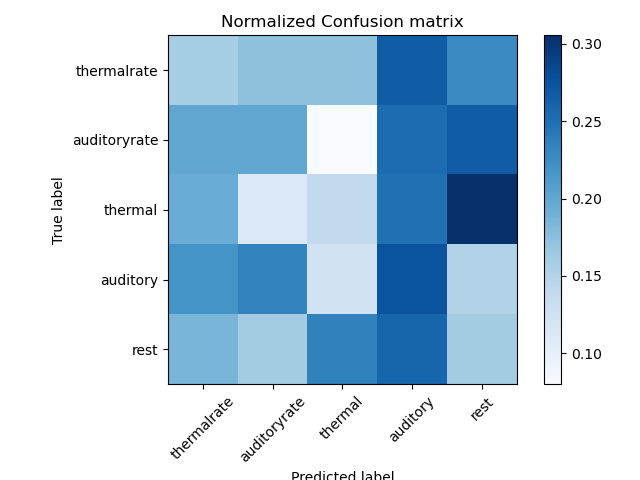 Normalized Confusion matrix
True label
thermalrate
auditoryrate
thermal
auditory
rest
thermalrate
auditoryrate
thermal
auditory
rest
Predicted label
0.30
0.25
0.20
0.15
0.10